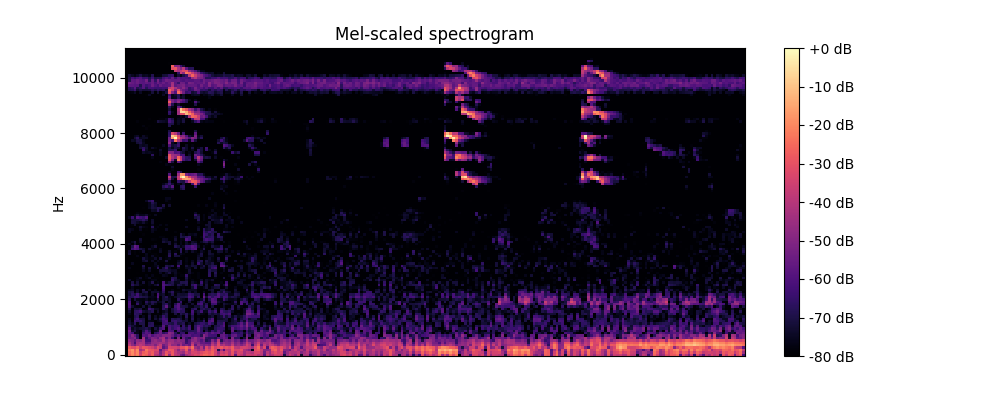 Mel-scaled spectrogram
Hz
10000
8000
6000
4000
2000
0
+0 dB
-10 dB
-20 dB
-30 dB
-40 dB
-50 dB
-60 dB
-70 dB
-80 dB